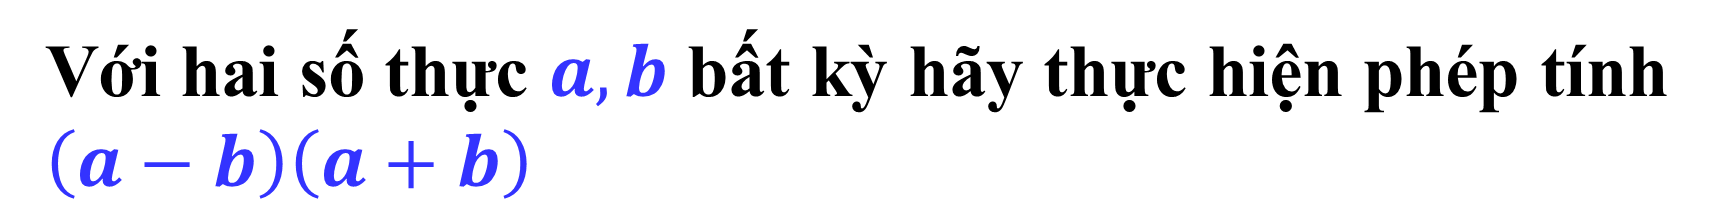 Với hai số thực a, b bất kỳ hãy thực hiện phép tính
(a − b)(a + b)